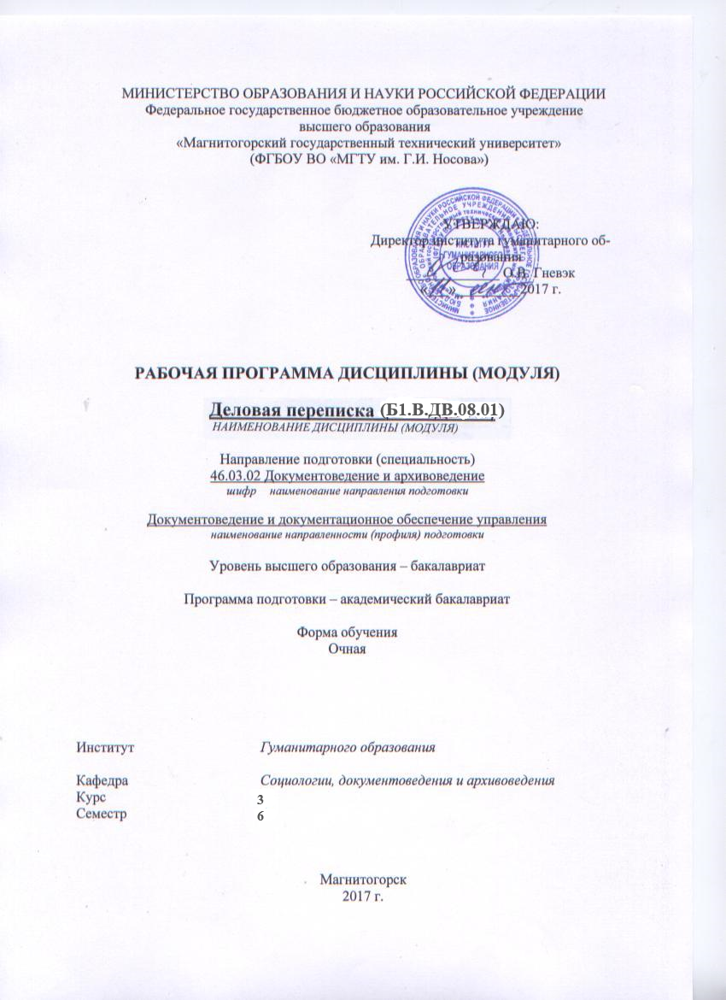 МИНИСТЕРСТВО ОБРАЗОВАНИЯ И НАУКИ РОССИЙСКОЙ ФЕДЕРАЦИИ
Федеральное государственное бюджетное образовательное учреждение
высшего образования
«Магнитогорский государственный технический университет»
(ФГБОУ ВО «МГТУ им. Г.И. Носова»)
УТВЕРЖДАЮ:
Директор института гуманитарного об-
разования
О.В. Гневэк
2017 г.
РАБОЧАЯ ПРОГРАММА ДИСЦИПЛИНЫ (МОДУЛЯ)
Деловая переписка (Б1.В.ДВ.08.01)
НАИМЕНОВАНИЕ ДИСЦИПЛИНЫ (МОДУЛЯ)
Направление подготовки (специальность)
46.03.02 Документоведение и архивоведение
шифр наименование направления подготовки
Документоведение и документационное обеспечение управления
наименование направленности (профиля) подготовки
Уровень высшего образования – бакалавриат
Программа подготовки – академический бакалавриат
Форма обучения
Очная
Институт Гуманитарного образования
Кафедра Социологии, документоведения и архивоведения
Курс 3
Семестр 6
Магнитогорск
2017 г.